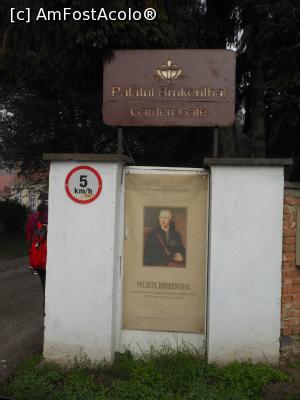 [c] AmFostAcolo®
Palatul Brukenthal
Garden Gate
5
km/h
PALATUL BRUKENTHAL